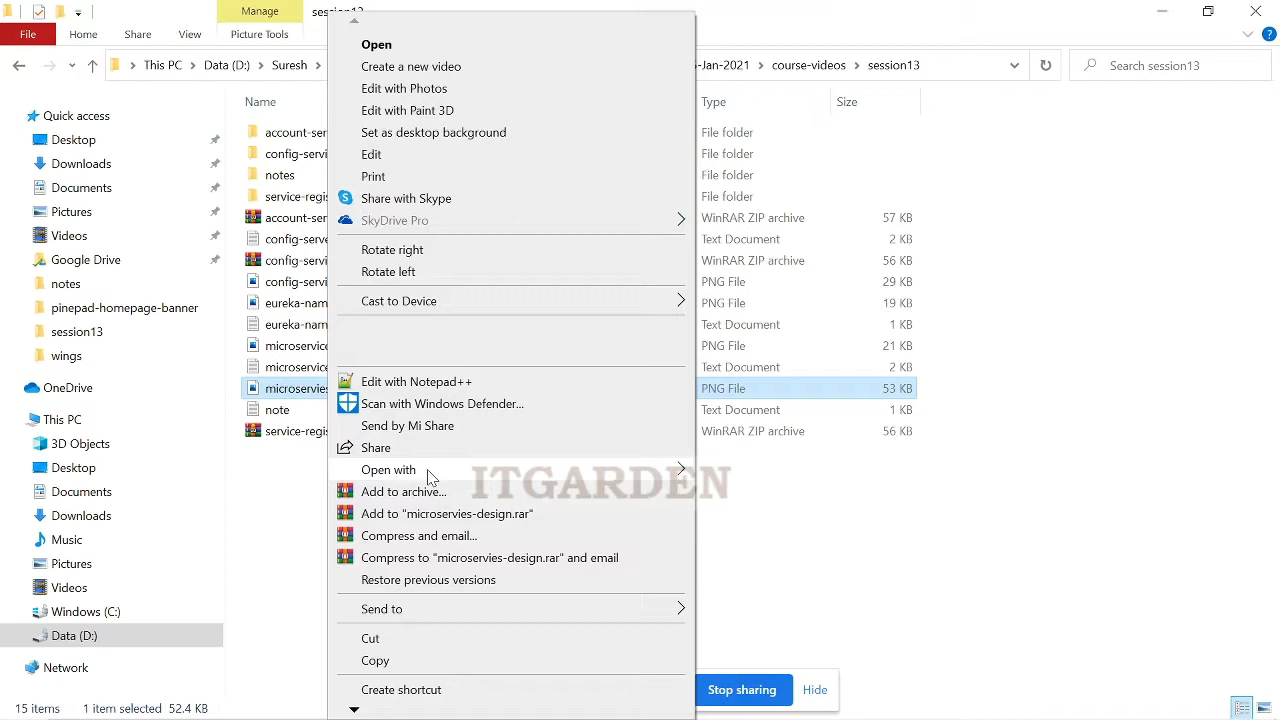 Manage
session13
File
Home
Share
View
Picture Tools
This PC
Data (D:)
Suresh
-Jan-2021
course-videos
session13
Search session13
Quick access
Desktop
Downloads
Documents
Pictures
Videos
Google Drive
notes
pinepad-homepage-banner
session13
wings
OneDrive
This PC
3D Objects
Desktop
Documents
Downloads
Music
Pictures
Videos
Windows (C:)
Data (D:)
Network
Name
Type
Size
account-ser
File folder
config-servi
File folder
notes
File folder
service-regi
File folder
account-ser
WinRAR ZIP archive
57 KB
config-serve
Text Document
2 KB
config-serve
WinRAR ZIP archive
56 KB
config-serve
PNG File
29 KB
eureka-nam
PNG File
19 KB
eureka-nam
Text Document
1 KB
microservice
PNG File
21 KB
microservice
Text Document
2 KB
microservies
PNG File
53 KB
note
Text Document
1 KB
service-regis
WinRAR ZIP archive
56 KB
Open
Create a new video
Edit with Photos
Edit with Paint 3D
Set as desktop background
Edit
Print
Share with Skype
SkyDrive Pro
Rotate right
Rotate left
Cast to Device
Edit with Notepad++
Scan with Windows Defender...
Send by Mi Share
Share
Open with
Add to archive...
Add to "microservies-design.rar"
Compress and email...
Compress to "microservies-design.rar" and email
Restore previous versions
Send to
Cut
Copy
Create shortcut
ITGARDEN
Stop sharing
Hide
15 items
1 item selected
52.4 KB